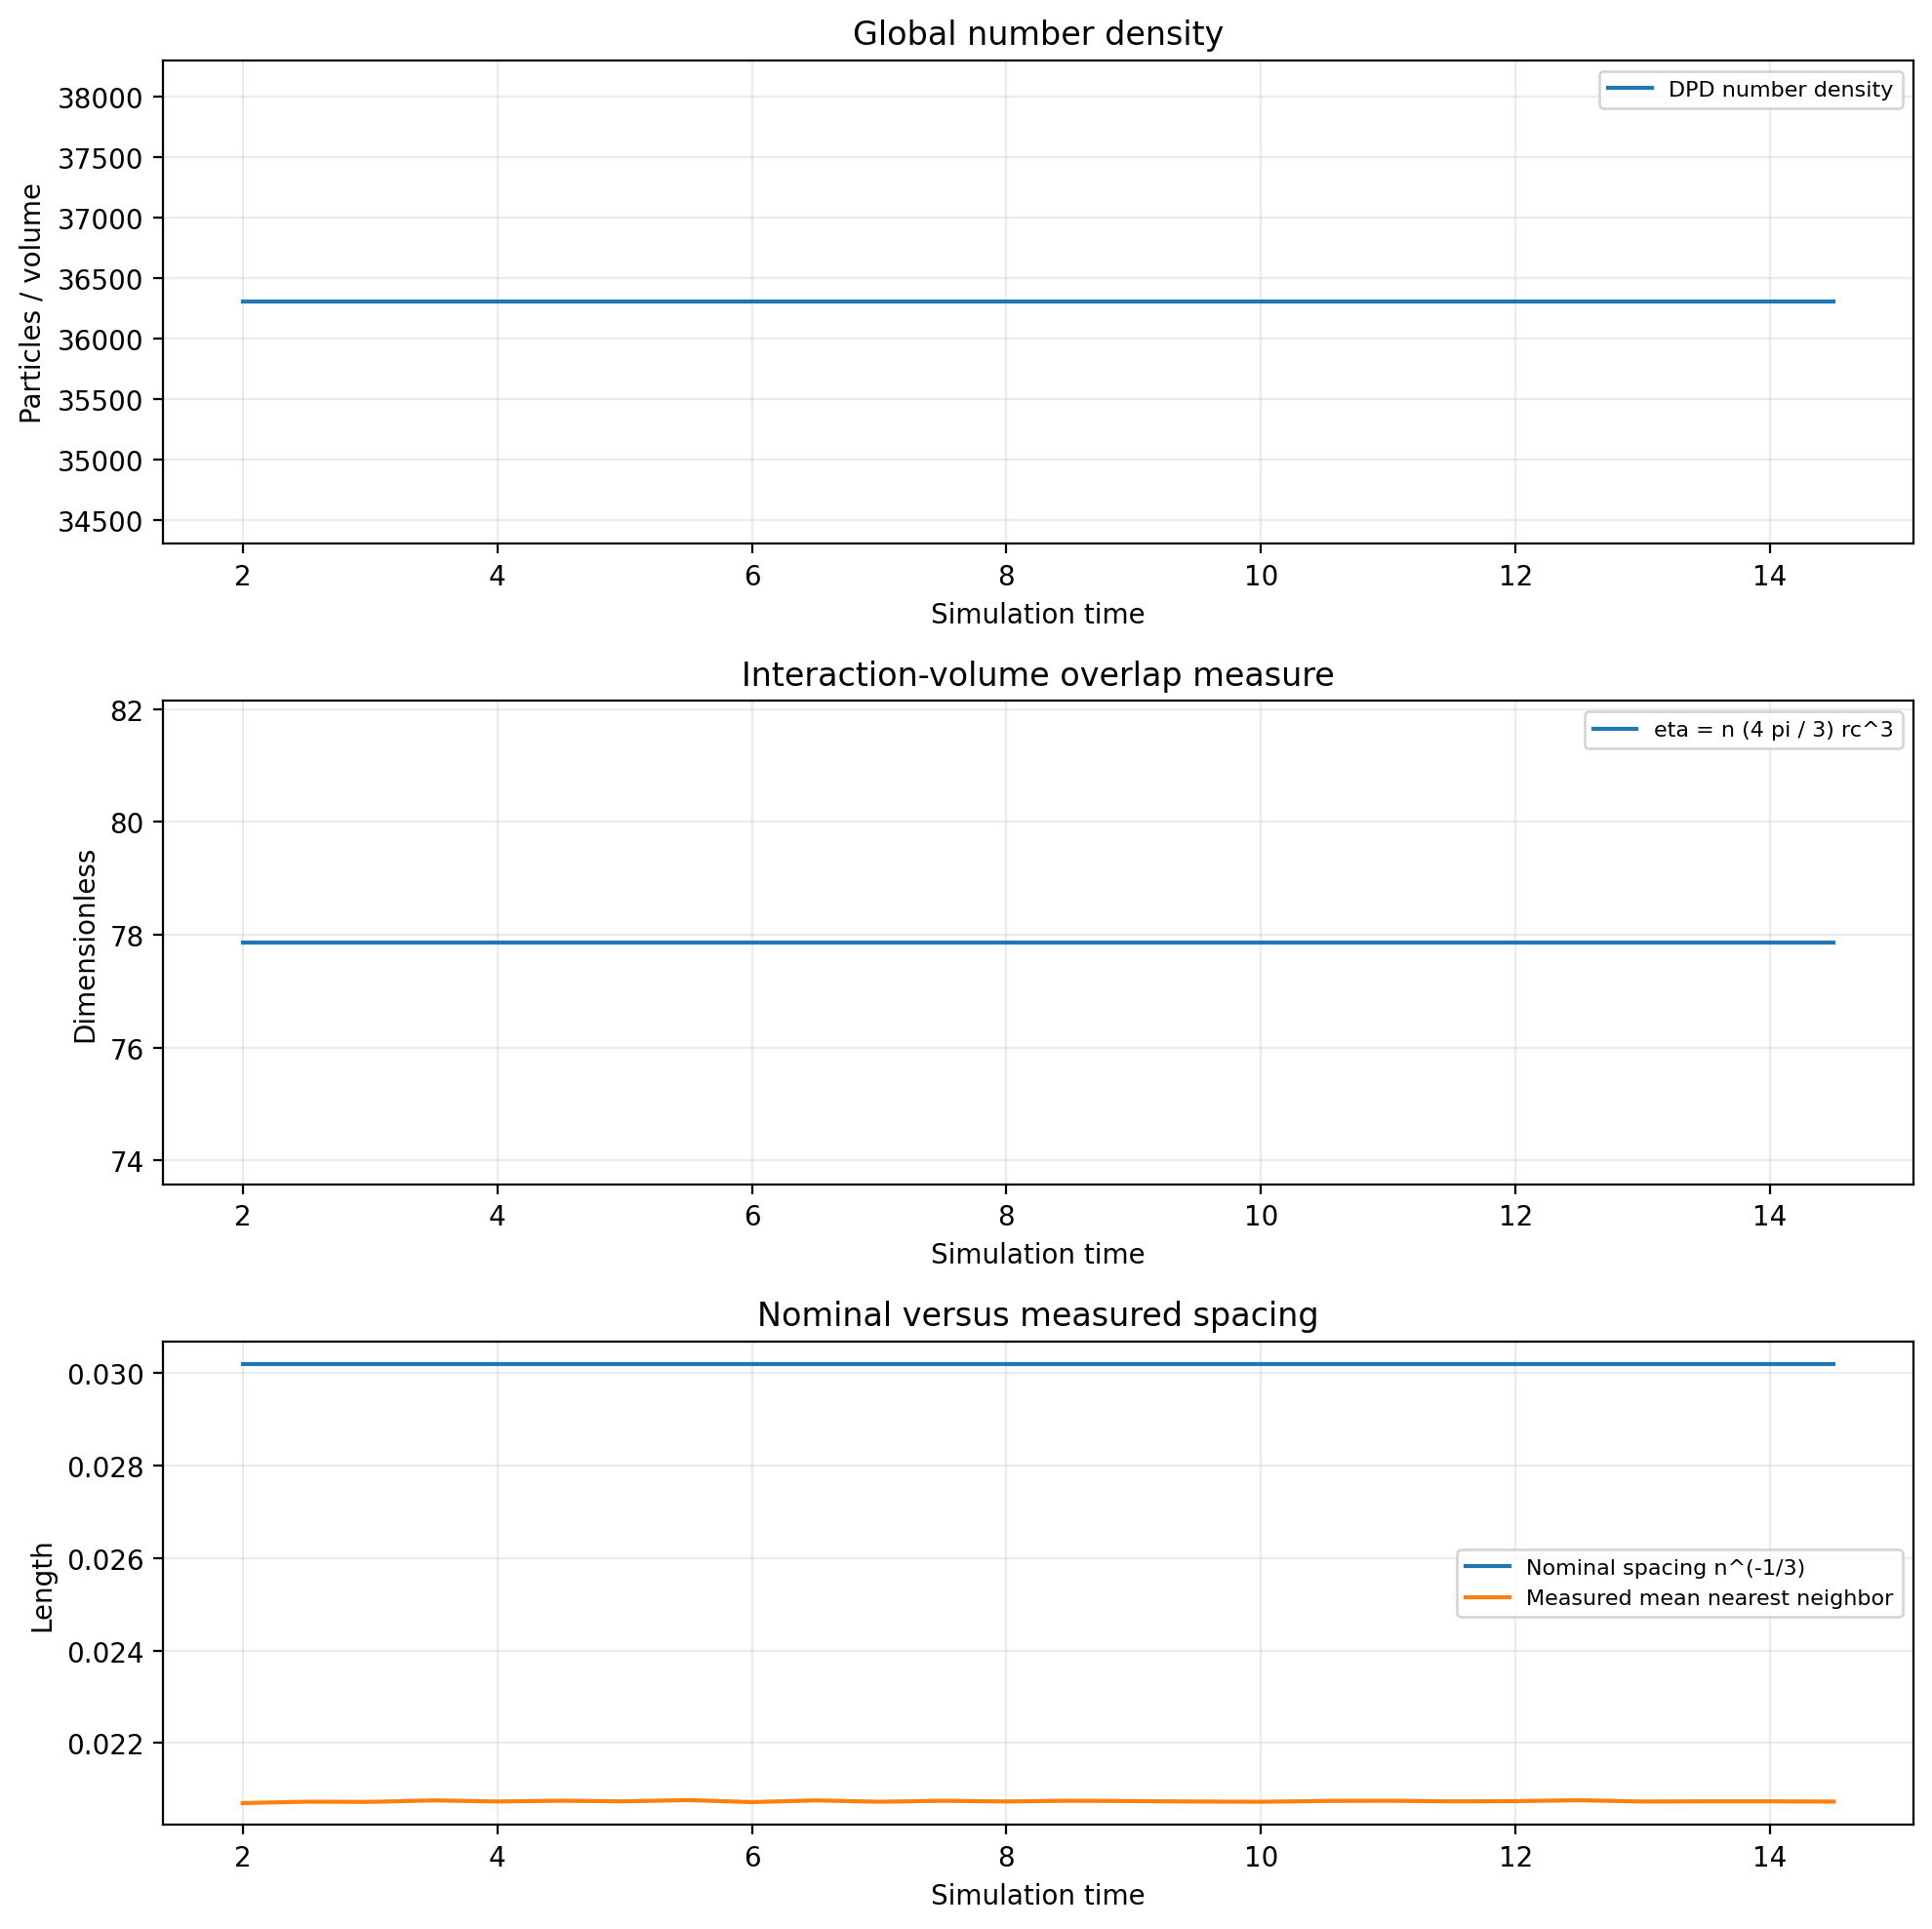 Global number density
DPD number density
38000
37500
37000
36500
36000
35500
35000
34500
Particles / volume
2 4 6 8 10 12 14
Simulation time
Interaction-volume overlap measure
eta = n (4 pi / 3) rc^3
82
80
78
76
74
Dimensionless
2 4 6 8 10 12 14
Simulation time
Nominal versus measured spacing
0.030
0.028
0.026
0.024
0.022
Length
Nominal spacing n^(-1/3)
Measured mean nearest neighbor
2 4 6 8 10 12 14
Simulation time